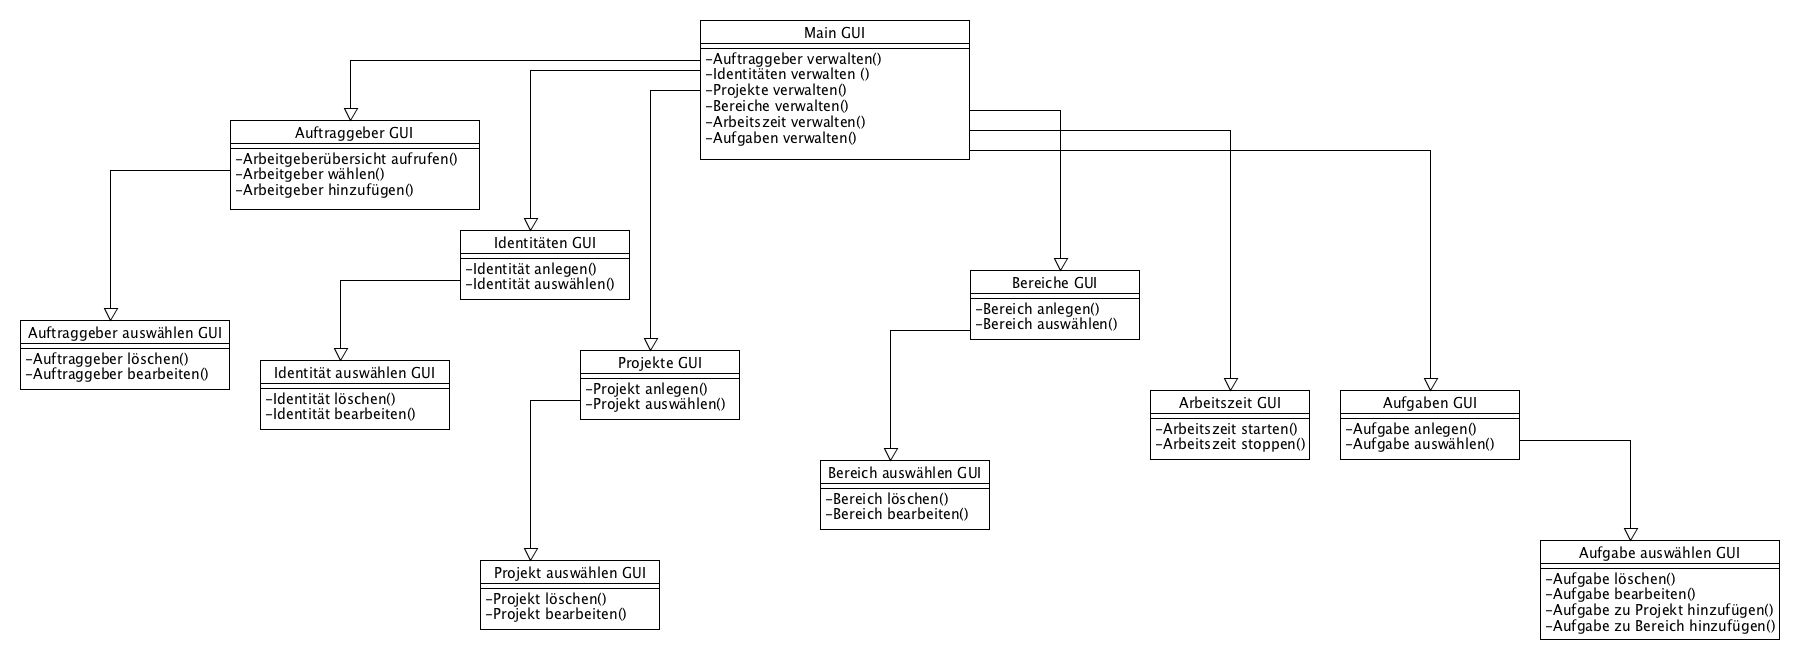 Main GUI
-Auftraggeber verwalten()
-Identitäten verwalten ()
-Projekte verwalten()
-Bereiche verwalten()
-Arbeitszeit verwalten()
-Aufgaben verwalten()
Auftraggeber GUI
-Arbeitgeberübersicht aufrufen()
-Arbeitgeber wählen()
-Arbeitgeber hinzufügen()
Identitäten GUI
-Identität anlegen()
-Identität auswählen()
Bereiche GUI
-Bereich anlegen()
-Bereich auswählen()
Auftraggeber auswählen GUI
-Auftraggeber löschen()
-Auftraggeber bearbeiten()
Identität auswählen GUI
-Identität löschen()
-Identität bearbeiten()
Projekte GUI
-Projekt anlegen()
-Projekt auswählen()
Arbeitszeit GUI
-Arbeitszeit starten()
-Arbeitszeit stoppen()
Aufgaben GUI
-Aufgabe anlegen()
-Aufgabe auswählen()
Bereich auswählen GUI
-Bereich löschen()
-Bereich bearbeiten()
Projekt auswählen GUI
-Projekt löschen()
-Projekt bearbeiten()
Aufgabe auswählen GUI
-Aufgabe löschen()
-Aufgabe bearbeiten()
-Aufgabe zu Projekt hinzufügen()
-Aufgabe zu Bereich hinzufügen()